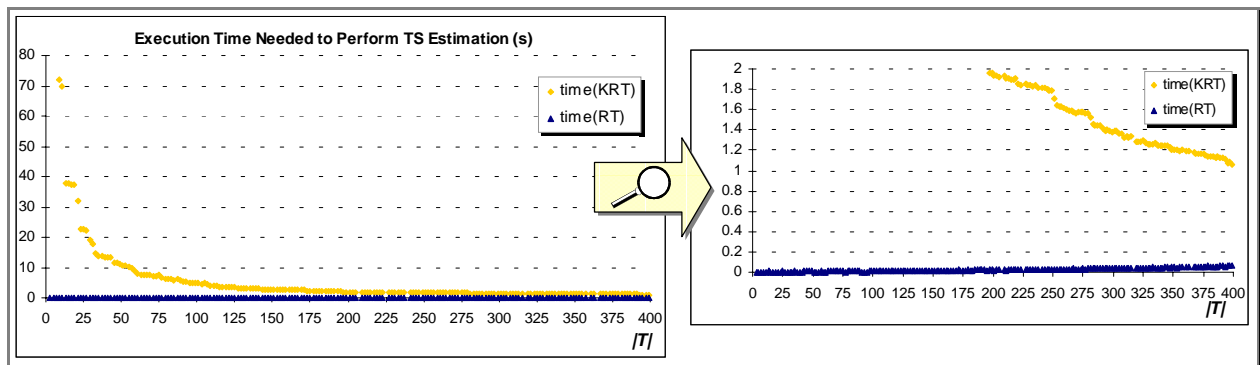 Execution Time Needed to Perform TS Estimation (s)
80
70
60
50
40
30
20
10
0
0 25 50 75 100 125 150 175 200 225 250 275 300 325 350 375 400
|T|
time(KRT)
time(RT)
2
1.8
1.6
1.4
1.2
1
0.8
0.6
0.4
0.2
0
0 25 50 75 100 125 150 175 200 225 250 275 300 325 350 375 400
|T|
time(KRT)
time(RT)